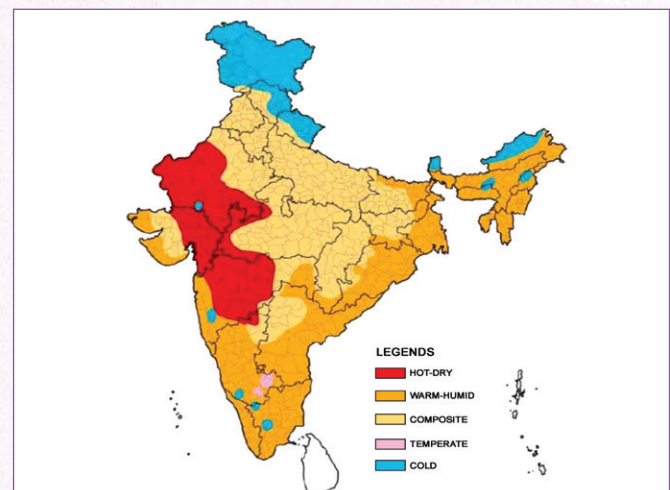 LEGENDS
HOT-DRY
WARM-HUMID
COMPOSITE
TEMPERATE
COLD